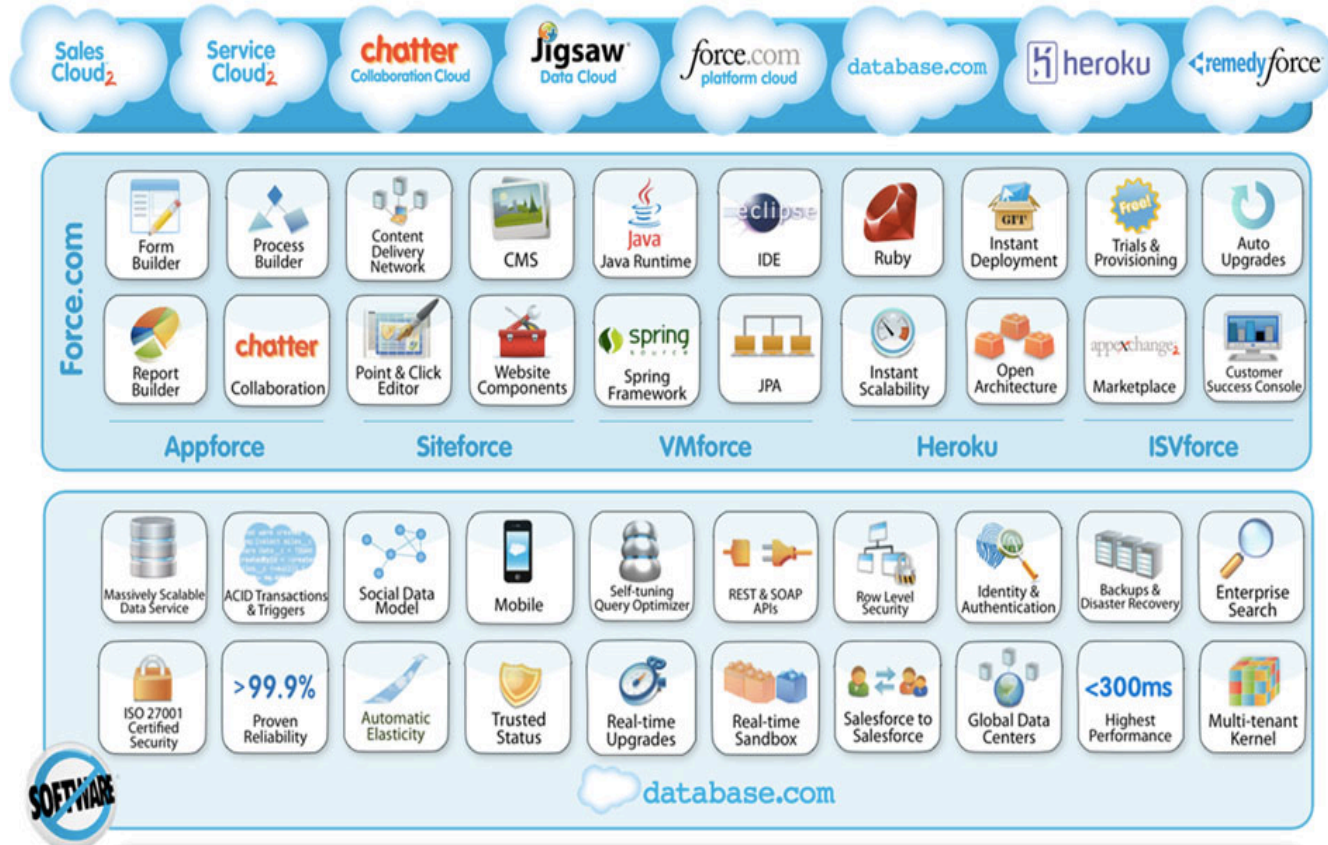 Sales
Cloud2
Service
Cloud2
chatter
Collaboration Cloud
Jigsaw
Data Cloud
force.com
platform cloud
database.com
heroku
remedyforce
Force.com
Form
Builder
Process
Builder
Content
Delivery
Network
CMS
Java
Java Runtime
eclipse
IDE
Ruby
GIT
Instant
Deployment
Free!
Trials &
Provisioning
Auto
Upgrades
Report
Builder
chatter
Collaboration
Point & Click
Editor
Website
Components
spring
source
Spring
Framework
JPA
Instant
Scalability
Open
Architecture
appexchange2
Marketplace
Customer
Success Console
Appforce
Siteforce
VMforce
Heroku
ISVforce
Massively Scalable
Data Service
ACID Transactions
& Triggers
Social Data
Model
Mobile
Self-tuning
Query Optimizer
REST & SOAP
APIs
Row Level
Security
Identity &
Authentication
Backups &
Disaster Recovery
Enterprise
Search
ISO 27001
Certified
Security
>99.9%
Proven
Reliability
Automatic
Elasticity
Trusted
Status
Real-time
Upgrades
Real-time
Sandbox
Salesforce to
Salesforce
Global Data
Centers
<300ms
Highest
Performance
Multi-tenant
Kernel
SOFTWARE
database.com